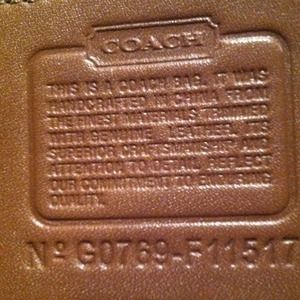 COACH
THIS IS A COACH BAG. IT WAS
HANDCRAFTED IN CHINA FROM
THE FINEST MATERIALS. TRIMMED
WITH GENUINE LEATHER, ITS
SUPERIOR CRAFTSMANSHIP AND
ATTENTION TO DETAIL REFLECT
OUR COMMITMENT TO ENDURING
QUALITY.
Nº G0769-F11517